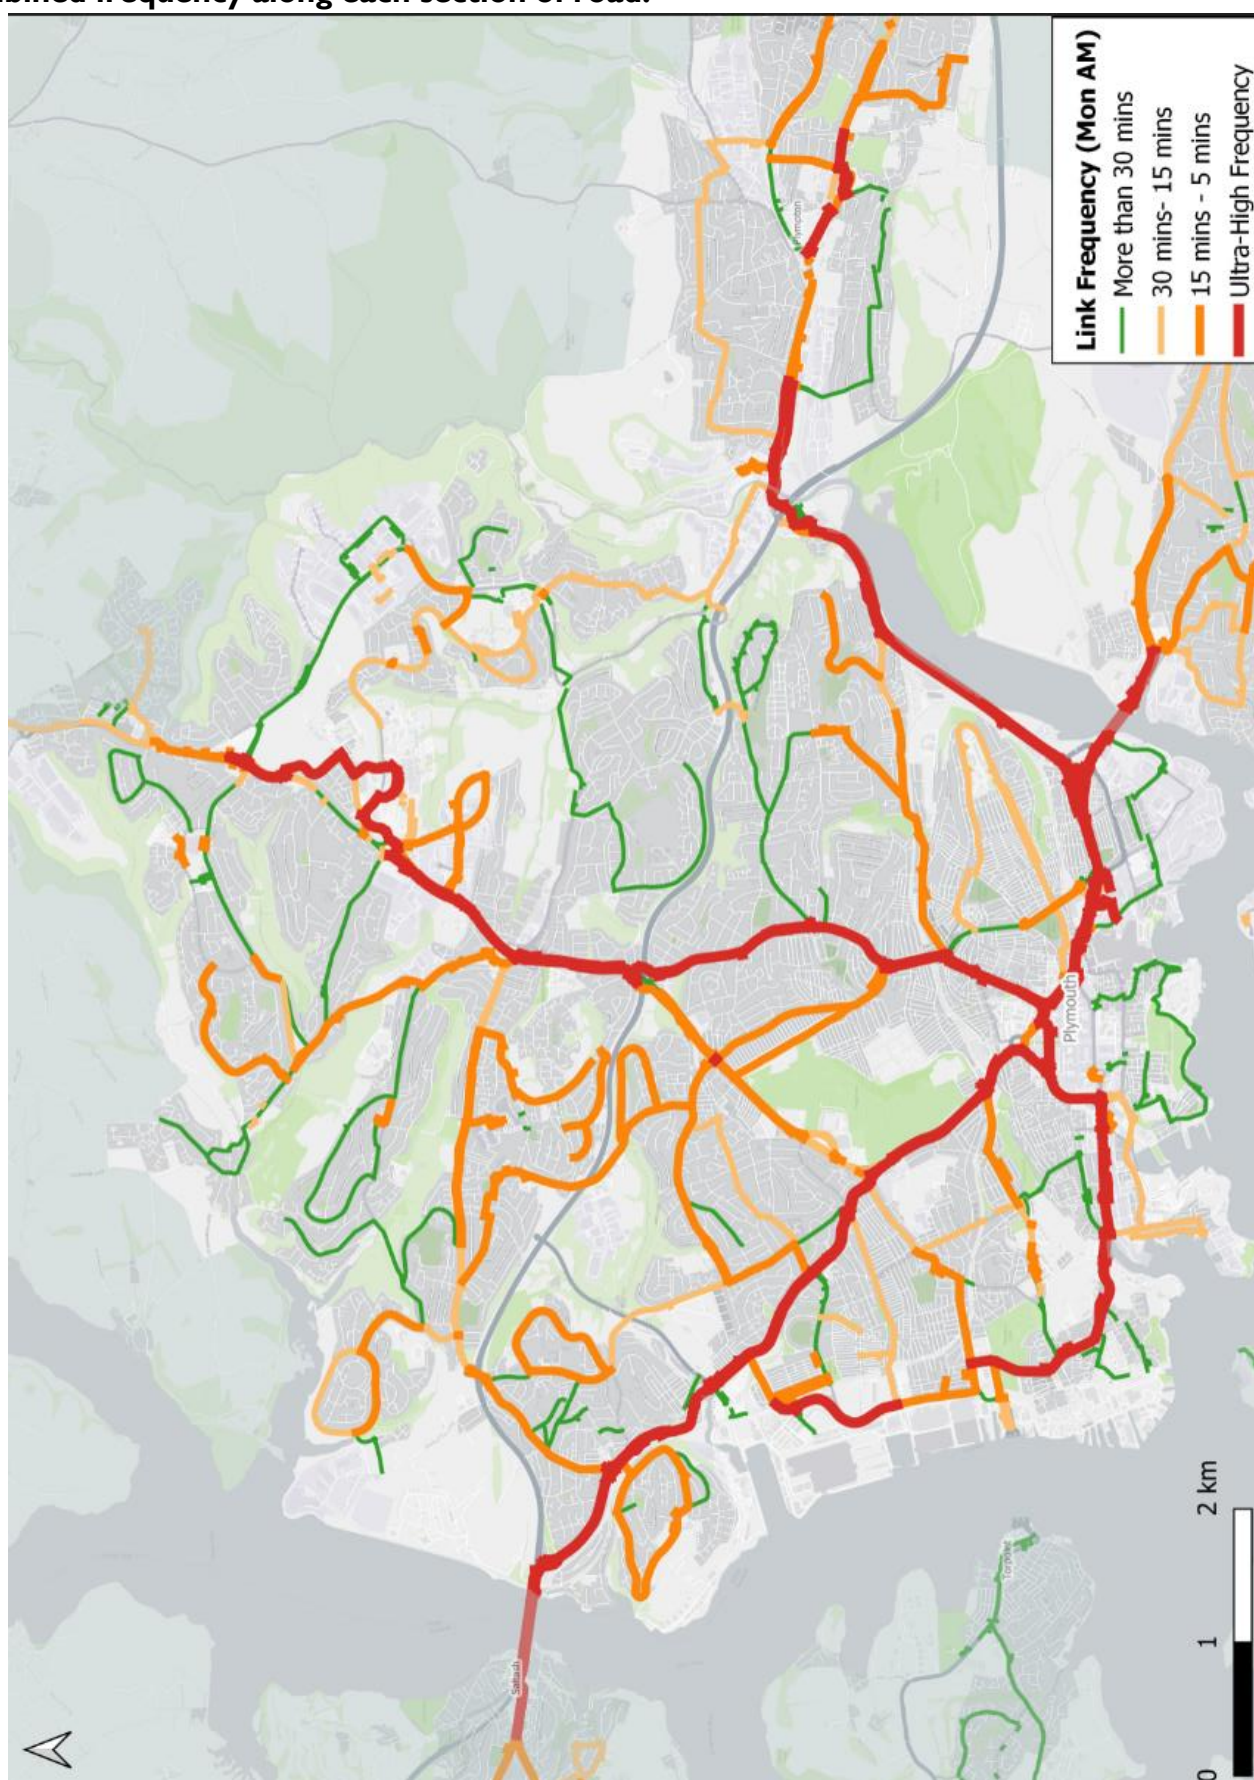 bined frequency along each section of road.
Link Frequency (Mon AM)
More than 30 mins
30 mins- 15 mins
15 mins - 5 mins
Ultra-High Frequency
Plympton
Plymouth
Saltash
Torpoint
0 1 2 km